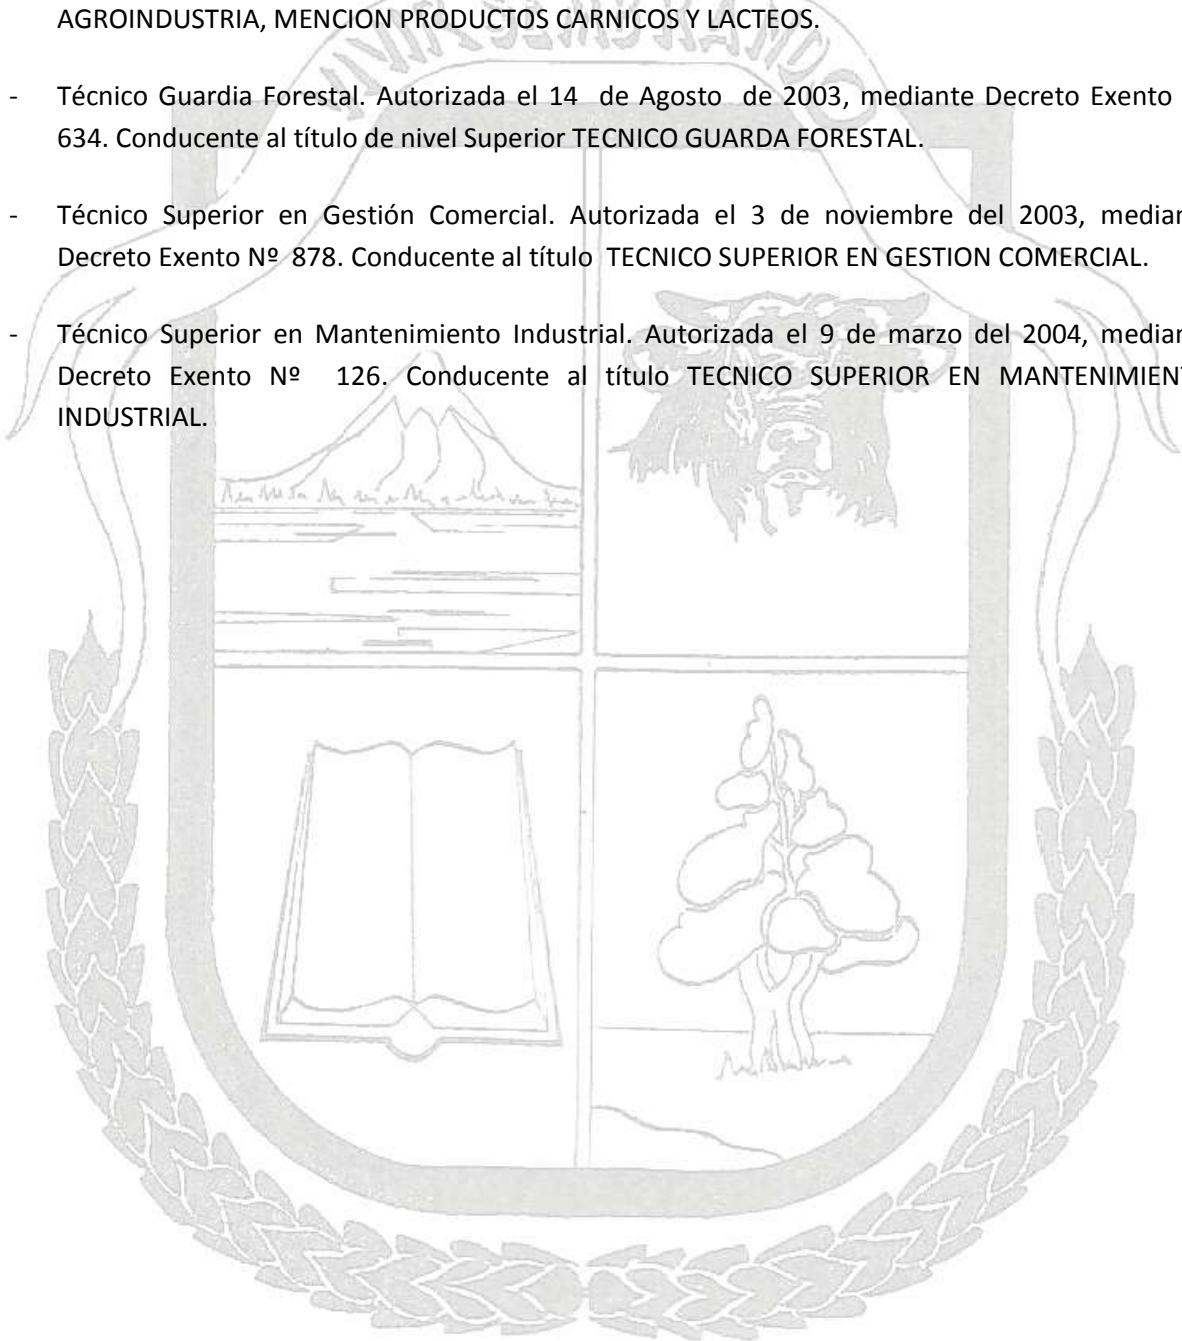 AGROINDUSTRIA, MENCION PRODUCTOS CARNICOS Y LACTEOS.
- Técnico Guardia Forestal. Autorizada el 14 de Agosto de 2003, mediante Decreto Exento
634. Conducente al título de nivel Superior TECNICO GUARDA FORESTAL.
- Técnico Superior en Gestión Comercial. Autorizada el 3 de noviembre del 2003, median
Decreto Exento Nº 878. Conducente al título TECNICO SUPERIOR EN GESTION COMERCIAL.
- Técnico Superior en Mantenimiento Industrial. Autorizada el 9 de marzo del 2004, median
Decreto Exento Nº 126. Conducente al título TECNICO SUPERIOR EN MANTENIMIENT
INDUSTRIAL.